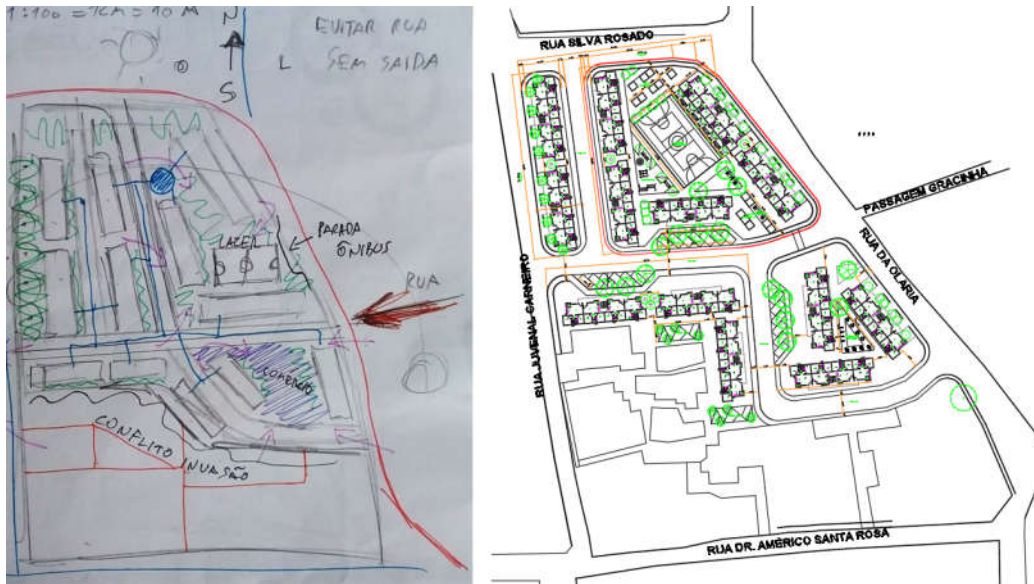 1:100 = 1cm = 10 M
N
S
L
O
EVITAR RUA
SEM SAÍDA
LAZER
PARADA
ÔNIBUS
RUA
COMÉRCIO
CONFLITO
INVASÃO
RUA SILVA ROSADO
PASSAGEM GRACINHA
RUA DA OLARIA
RUA JUVENAL CARNEIRO
RUA DR. AMÉRICO SANTA ROSA